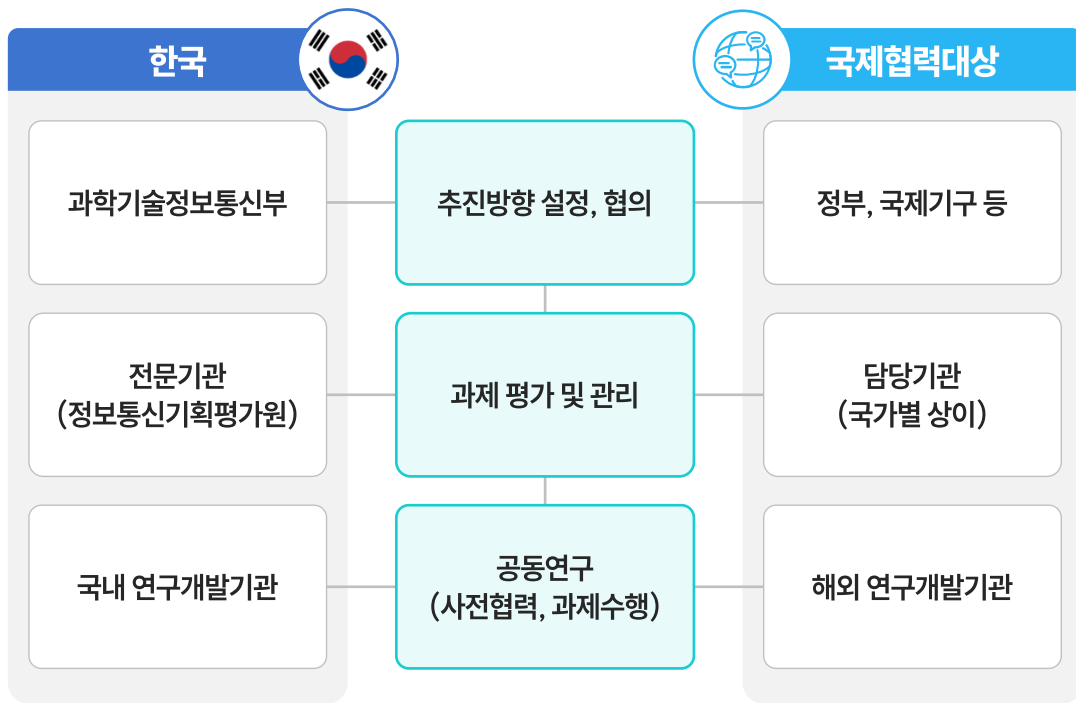 한국
국제협력대상
과학기술정보통신부
추진방향 설정, 협의
정부, 국제기구 등
전문기관
(정보통신기획평가원)
과제 평가 및 관리
담당기관
(국가별 상이)
국내 연구개발기관
공동연구
(사전협력, 과제수행)
해외 연구개발기관